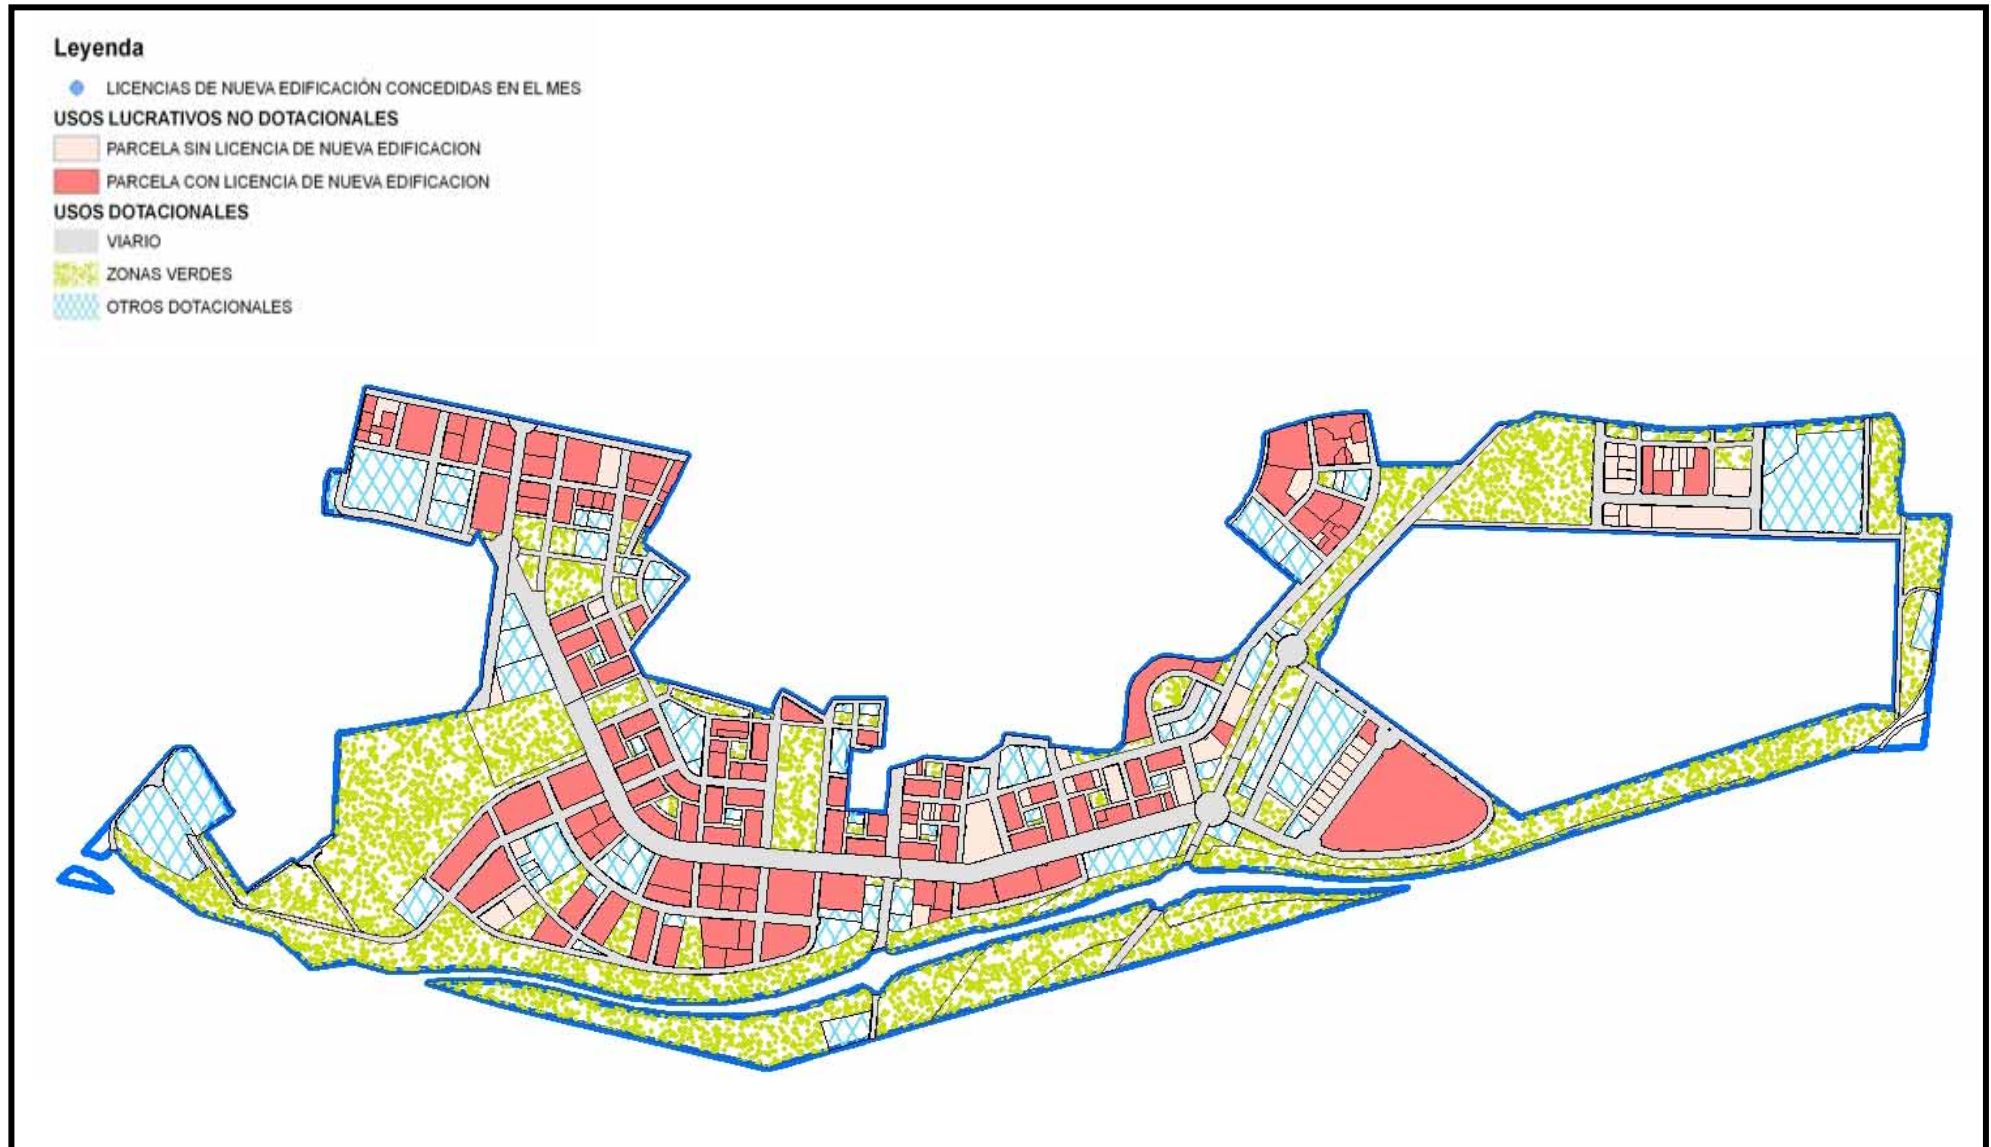 Leyenda
LICENCIAS DE NUEVA EDIFICACIÓN CONCEDIDAS EN EL MES
USOS LUCRATIVOS NO DOTACIONALES
PARCELA SIN LICENCIA DE NUEVA EDIFICACION
PARCELA CON LICENCIA DE NUEVA EDIFICACION
USOS DOTACIONALES
VIARIO
ZONAS VERDES
OTROS DOTACIONALES